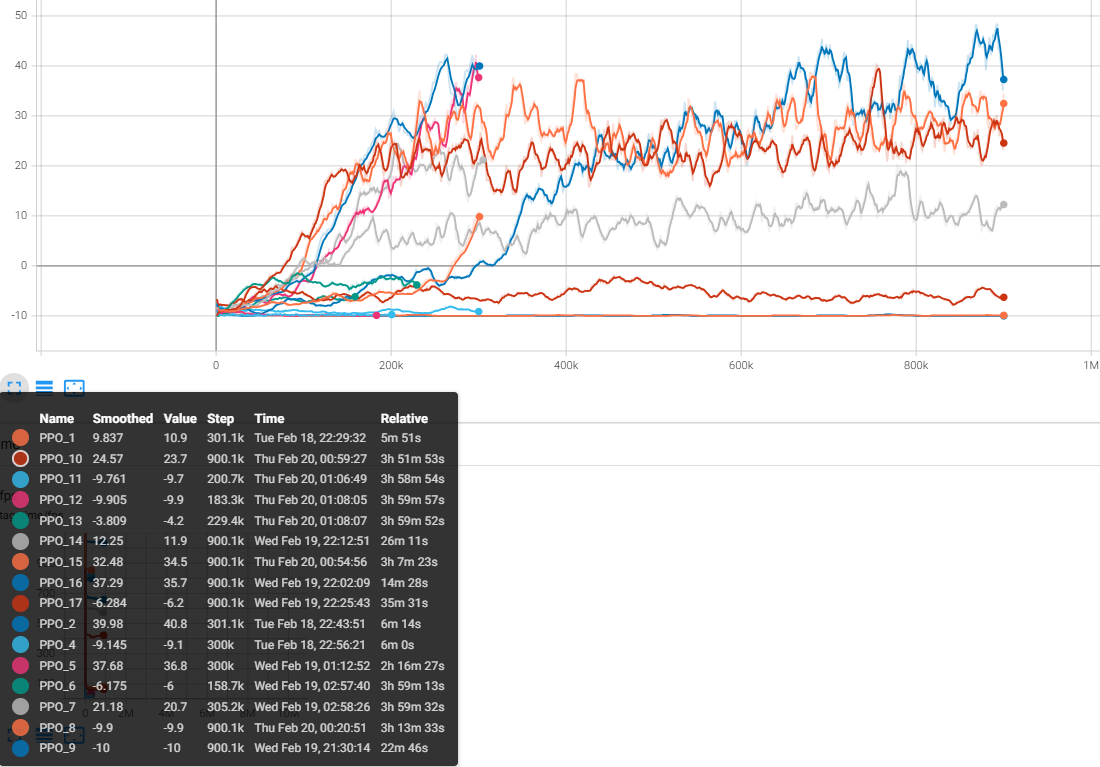 50
40
30
20
10
0
-10
0 200k 400k 600k 800k 1M
Name Smoothed Value Step Time Relative
PPO_1 9.837 10.9 301.1k Tue Feb 18, 22:29:32 5m 51s
PPO_10 24.57 23.7 900.1k Thu Feb 20, 00:59:27 3h 51m 53s
PPO_11 -9.761 -9.7 200.7k Thu Feb 20, 01:06:49 3h 58m 54s
PPO_12 -9.905 -9.9 183.3k Thu Feb 20, 01:08:05 3h 59m 57s
PPO_13 -3.809 -4.2 229.4k Thu Feb 20, 01:08:07 3h 59m 52s
PPO_14 12.25 11.9 900.1k Wed Feb 19, 22:12:51 26m 11s
PPO_15 32.48 34.5 900.1k Thu Feb 20, 00:54:56 3h 7m 23s
PPO_16 37.29 35.7 900.1k Wed Feb 19, 22:02:09 14m 28s
PPO_17 -6.284 -6.2 900.1k Wed Feb 19, 22:25:43 35m 31s
PPO_2 39.98 40.8 301.1k Tue Feb 18, 22:43:51 6m 14s
PPO_4 -9.145 -9.1 300k Tue Feb 18, 22:56:21 6m 0s
PPO_5 37.68 36.8 300k Wed Feb 19, 01:12:52 2h 16m 27s
PPO_6 -6.175 -6 158.7k Wed Feb 19, 02:57:40 3h 59m 13s
PPO_7 21.18 20.7 305.2k Wed Feb 19, 02:58:26 3h 59m 32s
0 2M 4M 6M 8M 10M
PPO_8 -9.9 -9.9 900.1k Thu Feb 20, 00:20:51 3h 13m 33s
PPO_9 -10 -10 900.1k Wed Feb 19, 21:30:14 22m 46s